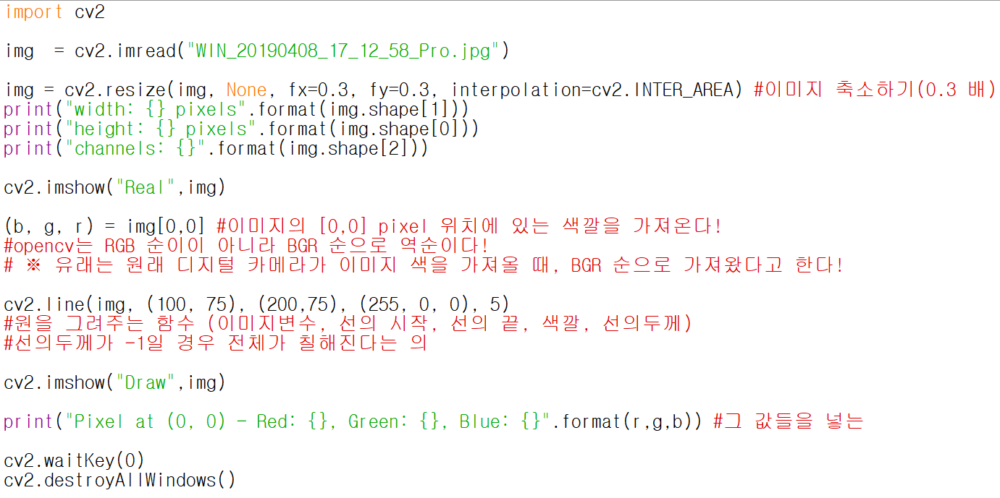 import cv2
img  = cv2.imread("WIN_20190408_17_12_58_Pro.jpg")
img = cv2.resize(img, None, fx=0.3, fy=0.3, interpolation=cv2.INTER_AREA) #이미지 축소하기(0.3 배)
print("width: {} pixels".format(img.shape[1]))
print("height: {} pixels".format(img.shape[0]))
print("channels: {}".format(img.shape[2]))
cv2.imshow("Real",img)
(b, g, r) = img[0,0] #이미지의 [0,0] pixel 위치에 있는 색깔을 가져온다!
#opencv는 RGB 순이이 아니라 BGR 순으로 역순이다!
# ※ 유래는 원래 디지털 카메라가 이미지 색을 가져올 때, BGR 순으로 가져왔다고 한다!
cv2.line(img, (100, 75), (200,75), (255, 0, 0), 5)
#원을 그려주는 함수 (이미지변수, 선의 시작, 선의 끝, 색깔, 선의두께)
#선의두께가 -1일 경우 전체가 칠해진다는 의
cv2.imshow("Draw",img)
print("Pixel at (0, 0) - Red: {}, Green: {}, Blue: {}".format(r,g,b)) #그 값들을 넣는
cv2.waitKey(0)
cv2.destroyAllWindows()